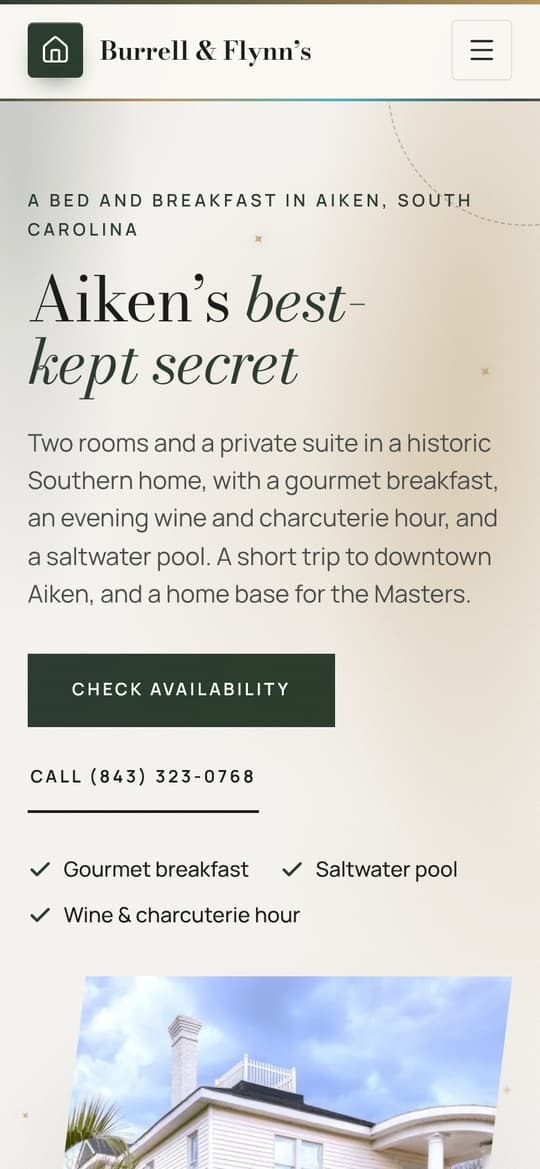 Burrell & Flynn’s
A BED AND BREAKFAST IN AIKEN, SOUTH
CAROLINA
Aiken’s best-
kept secret
Two rooms and a private suite in a historic
Southern home, with a gourmet breakfast,
an evening wine and charcuterie hour, and
a saltwater pool. A short trip to downtown
Aiken, and a home base for the Masters.
CHECK AVAILABILITY
CALL (843) 323-0768
Gourmet breakfast
Saltwater pool
Wine & charcuterie hour